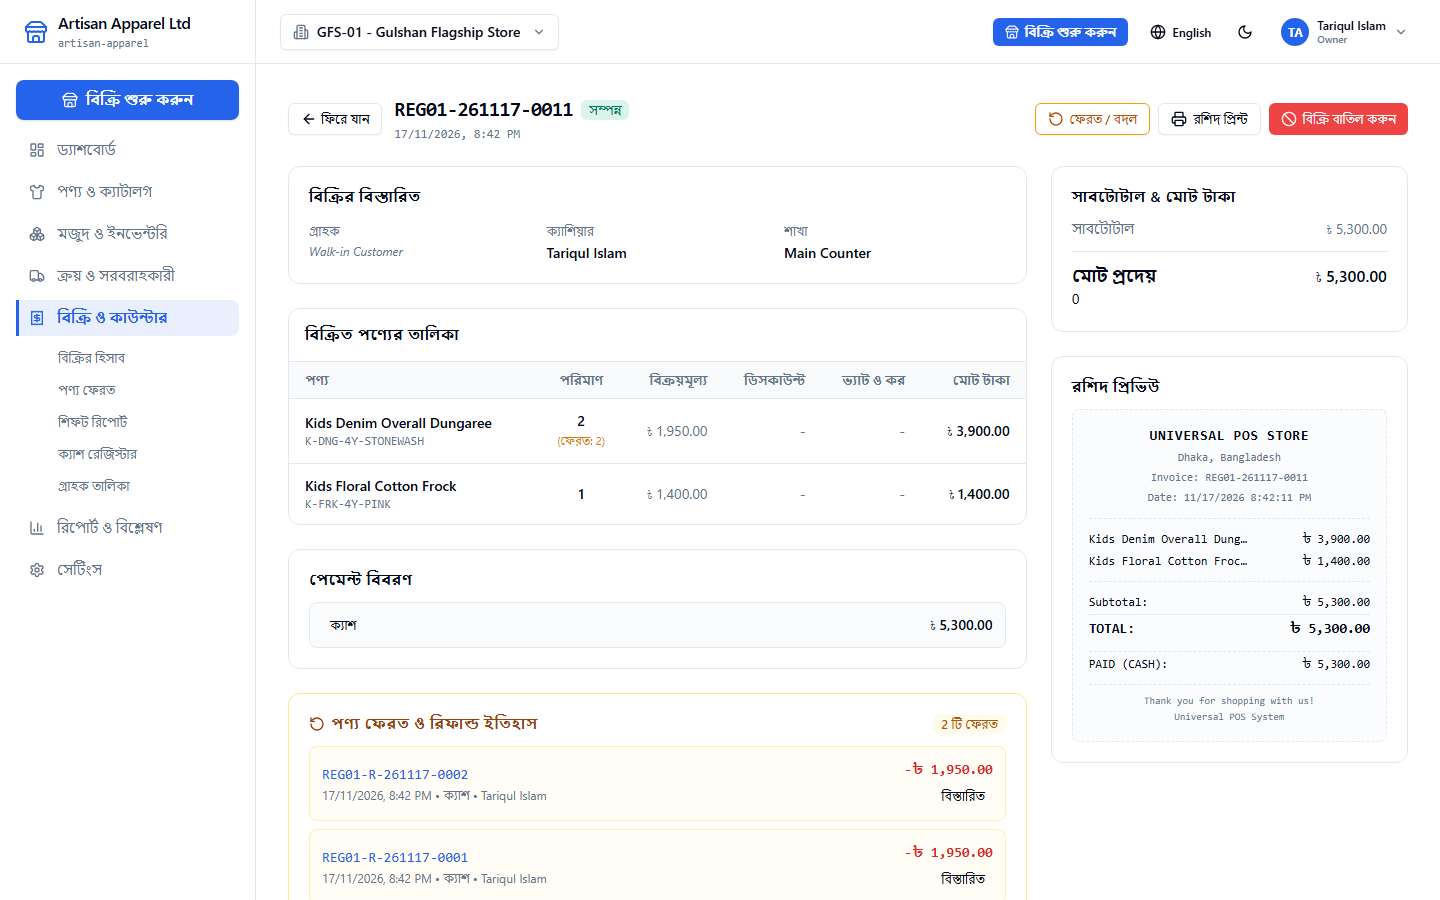 Artisan Apparel Ltd
artisan-apparel
GFS-01 - Gulshan Flagship Store
বিক্রি শুরু করুন
English
TA
Tariqul Islam
Owner
বিক্রি শুরু করুন
ড্যাশবোর্ড
পণ্য ও ক্যাটালগ
মজুদ ও ইনভেন্টরি
ক্রয় ও সরবরাহকারী
বিক্রি ও কাউন্টার
বিক্রির হিসাব
পণ্য ফেরত
শিফট রিপোর্ট
ক্যাশ রেজিস্টার
গ্রাহক তালিকা
রিপোর্ট ও বিশ্লেষণ
সেটিংস
ফিরে যান
REG01-261117-0011 সম্পন্ন
17/11/2026, 8:42 PM
ফেরত / বদল
রশিদ প্রিন্ট
বিক্রি বাতিল করুন
বিক্রির বিস্তারিত
গ্রাহক ক্যাশিয়ার শাখা
Walk-in Customer Tariqul Islam Main Counter
বিক্রিত পণ্যের তালিকা
পণ্য পরিমাণ বিক্রয়মূল্য ডিসকাউন্ট ভ্যাট ও কর মোট টাকা
Kids Denim Overall Dungaree 2 ৳ 1,950.00 - - ৳ 3,900.00
K-DNG-4Y-STONEWASH (ফেরত: 2)
Kids Floral Cotton Frock 1 ৳ 1,400.00 - - ৳ 1,400.00
K-FRK-4Y-PINK
পেমেন্ট বিবরণ
ক্যাশ ৳ 5,300.00
পণ্য ফেরত ও রিফান্ড ইতিহাস 2 টি ফেরত
REG01-R-261117-0002 -৳ 1,950.00
17/11/2026, 8:42 PM • ক্যাশ • Tariqul Islam বিস্তারিত
REG01-R-261117-0001 -৳ 1,950.00
17/11/2026, 8:42 PM • ক্যাশ • Tariqul Islam বিস্তারিত
সাবটোটাল & মোট টাকা
সাবটোটাল ৳ 5,300.00
মোট প্রদেয় ৳ 5,300.00
0
রশিদ প্রিভিউ
UNIVERSAL POS STORE
Dhaka, Bangladesh
Invoice: REG01-261117-0011
Date: 11/17/2026 8:42:11 PM
Kids Denim Overall Dung… ৳ 3,900.00
Kids Floral Cotton Froc… ৳ 1,400.00
Subtotal: ৳ 5,300.00
TOTAL: ৳ 5,300.00
PAID (CASH): ৳ 5,300.00
Thank you for shopping with us!
Universal POS System